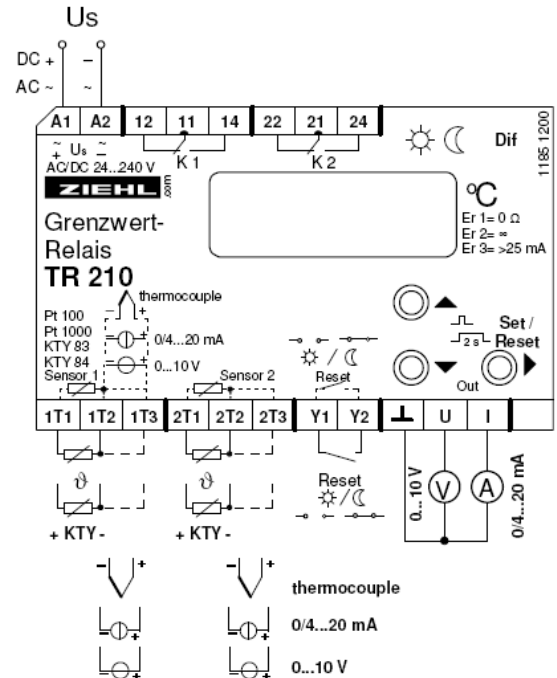 Us
DC + –
AC ~ ~
A1 A2 12 11 14 22 21 24
~ Us ~
+ –
AC/DC 24...240 V
K 1 K 2
Dif
1185 1200
ZIEHL .com
°C
Er 1= 0 Ω
Er 2= ∞
Er 3= >25 mA
Grenzwert-
Relais
TR 210
thermocouple
– +
Pt 100
Pt 1000
KTY 83
KTY 84
0/4...20 mA
– +
0...10 V
– +
Set /
Reset
2 s
Sensor 1 Sensor 2
/
Reset
Out
1T1 1T2 1T3 2T1 2T2 2T3 Y1 Y2 ⊥ U I
ϑ ϑ
Reset
/
0...10 V
V
A
0/4...20 mA
+ KTY - + KTY -
– + – +
thermocouple
– + – +
0/4...20 mA
– + – +
0...10 V